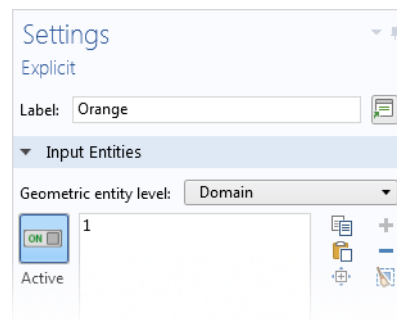 Settings
Explicit
Label: Orange
Input Entities
Geometric entity level: Domain
ON 1
Active